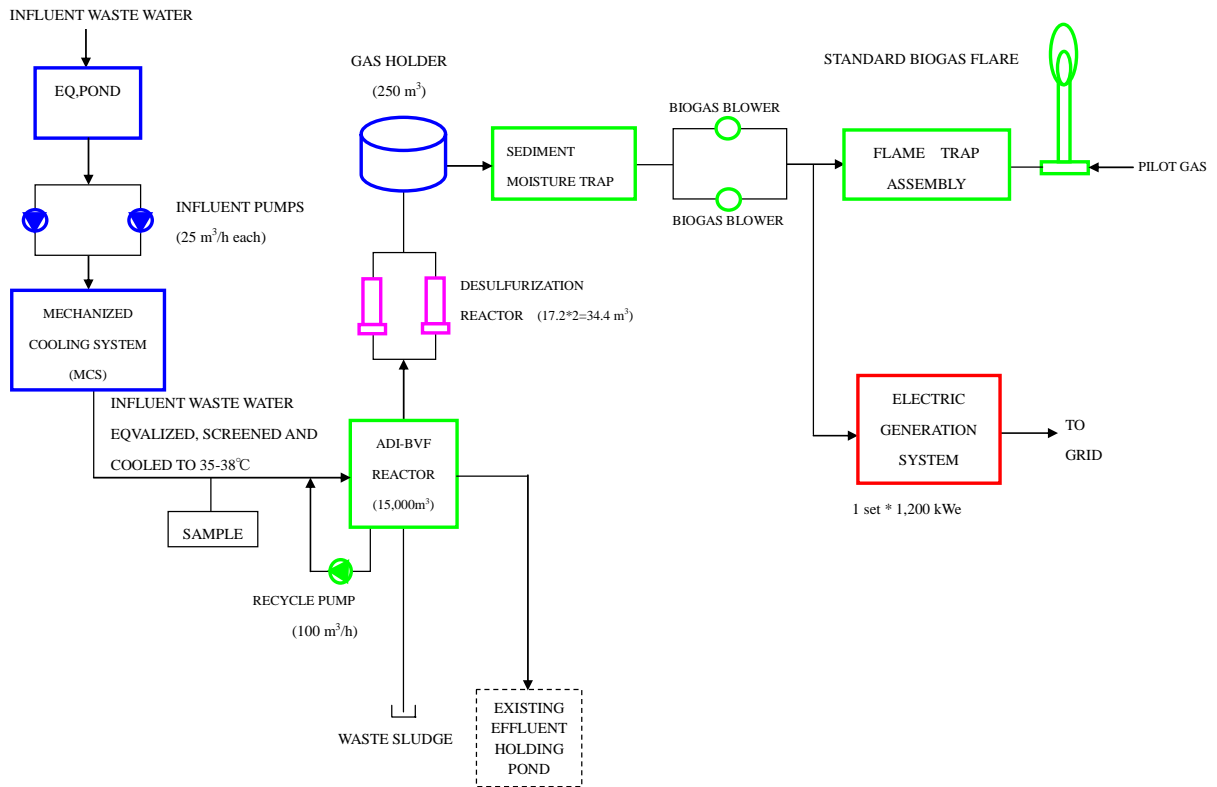 INFLUENT WASTE WATER
EQ,POND
INFLUENT PUMPS
(25 m³/h each)
MECHANIZED
COOLING SYSTEM
(MCS)
INFLUENT WASTE WATER
EQVALIZED, SCREENED AND
COOLED TO 35-38℃
SAMPLE
RECYCLE PUMP
(100 m³/h)
ADI-BVF
REACTOR
(15,000m³)
WASTE SLUDGE
EXISTING
EFFLUENT
HOLDING
POND
DESULFURIZATION
REACTOR (17.2*2=34.4 m³)
GAS HOLDER
(250 m³)
SEDIMENT
MOISTURE TRAP
BIOGAS BLOWER
BIOGAS BLOWER
STANDARD BIOGAS FLARE
FLAME TRAP
ASSEMBLY
PILOT GAS
ELECTRIC
GENERATION
SYSTEM
TO
GRID
1 set * 1,200 kWe